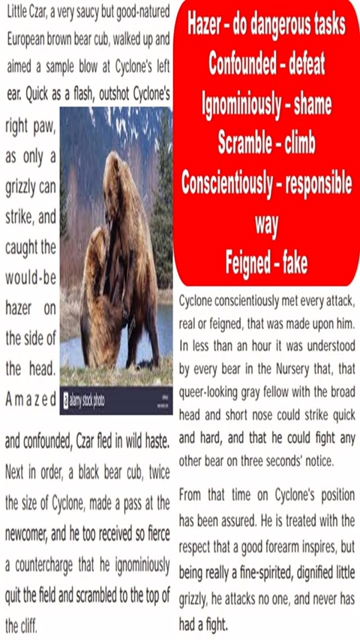 Little Czar, a very saucy but good-natured
European brown bear cub, walked up and
aimed a sample blow at Cyclone's left
ear. Quick as a flash, outshot Cyclone's
right paw,
as only a
grizzly can
strike, and
caught the
would-be
hazer on
the side of
the head.
Amazed
and confounded, Czar fled in wild haste.
Next in order, a black bear cub, twice
the size of Cyclone, made a pass at the
newcomer, and he too received so fierce
a countercharge that he ignominiously
quit the field and scrambled to the top of
the cliff.
alamy stock photo
Hazer – do dangerous tasks
Confounded – defeat
Ignominiously – shame
Scramble – climb
Conscientiously – responsible
way
Feigned – fake
Cyclone conscientiously met every attack,
real or feigned, that was made upon him.
In less than an hour it was understood
by every bear in the Nursery that, that
queer-looking gray fellow with the broad
head and short nose could strike quick
and hard, and that he could fight any
other bear on three seconds' notice.
From that time on Cyclone's position
has been assured. He is treated with the
respect that a good forearm inspires, but
being really a fine-spirited, dignified little
grizzly, he attacks no one, and never has
had a fight.